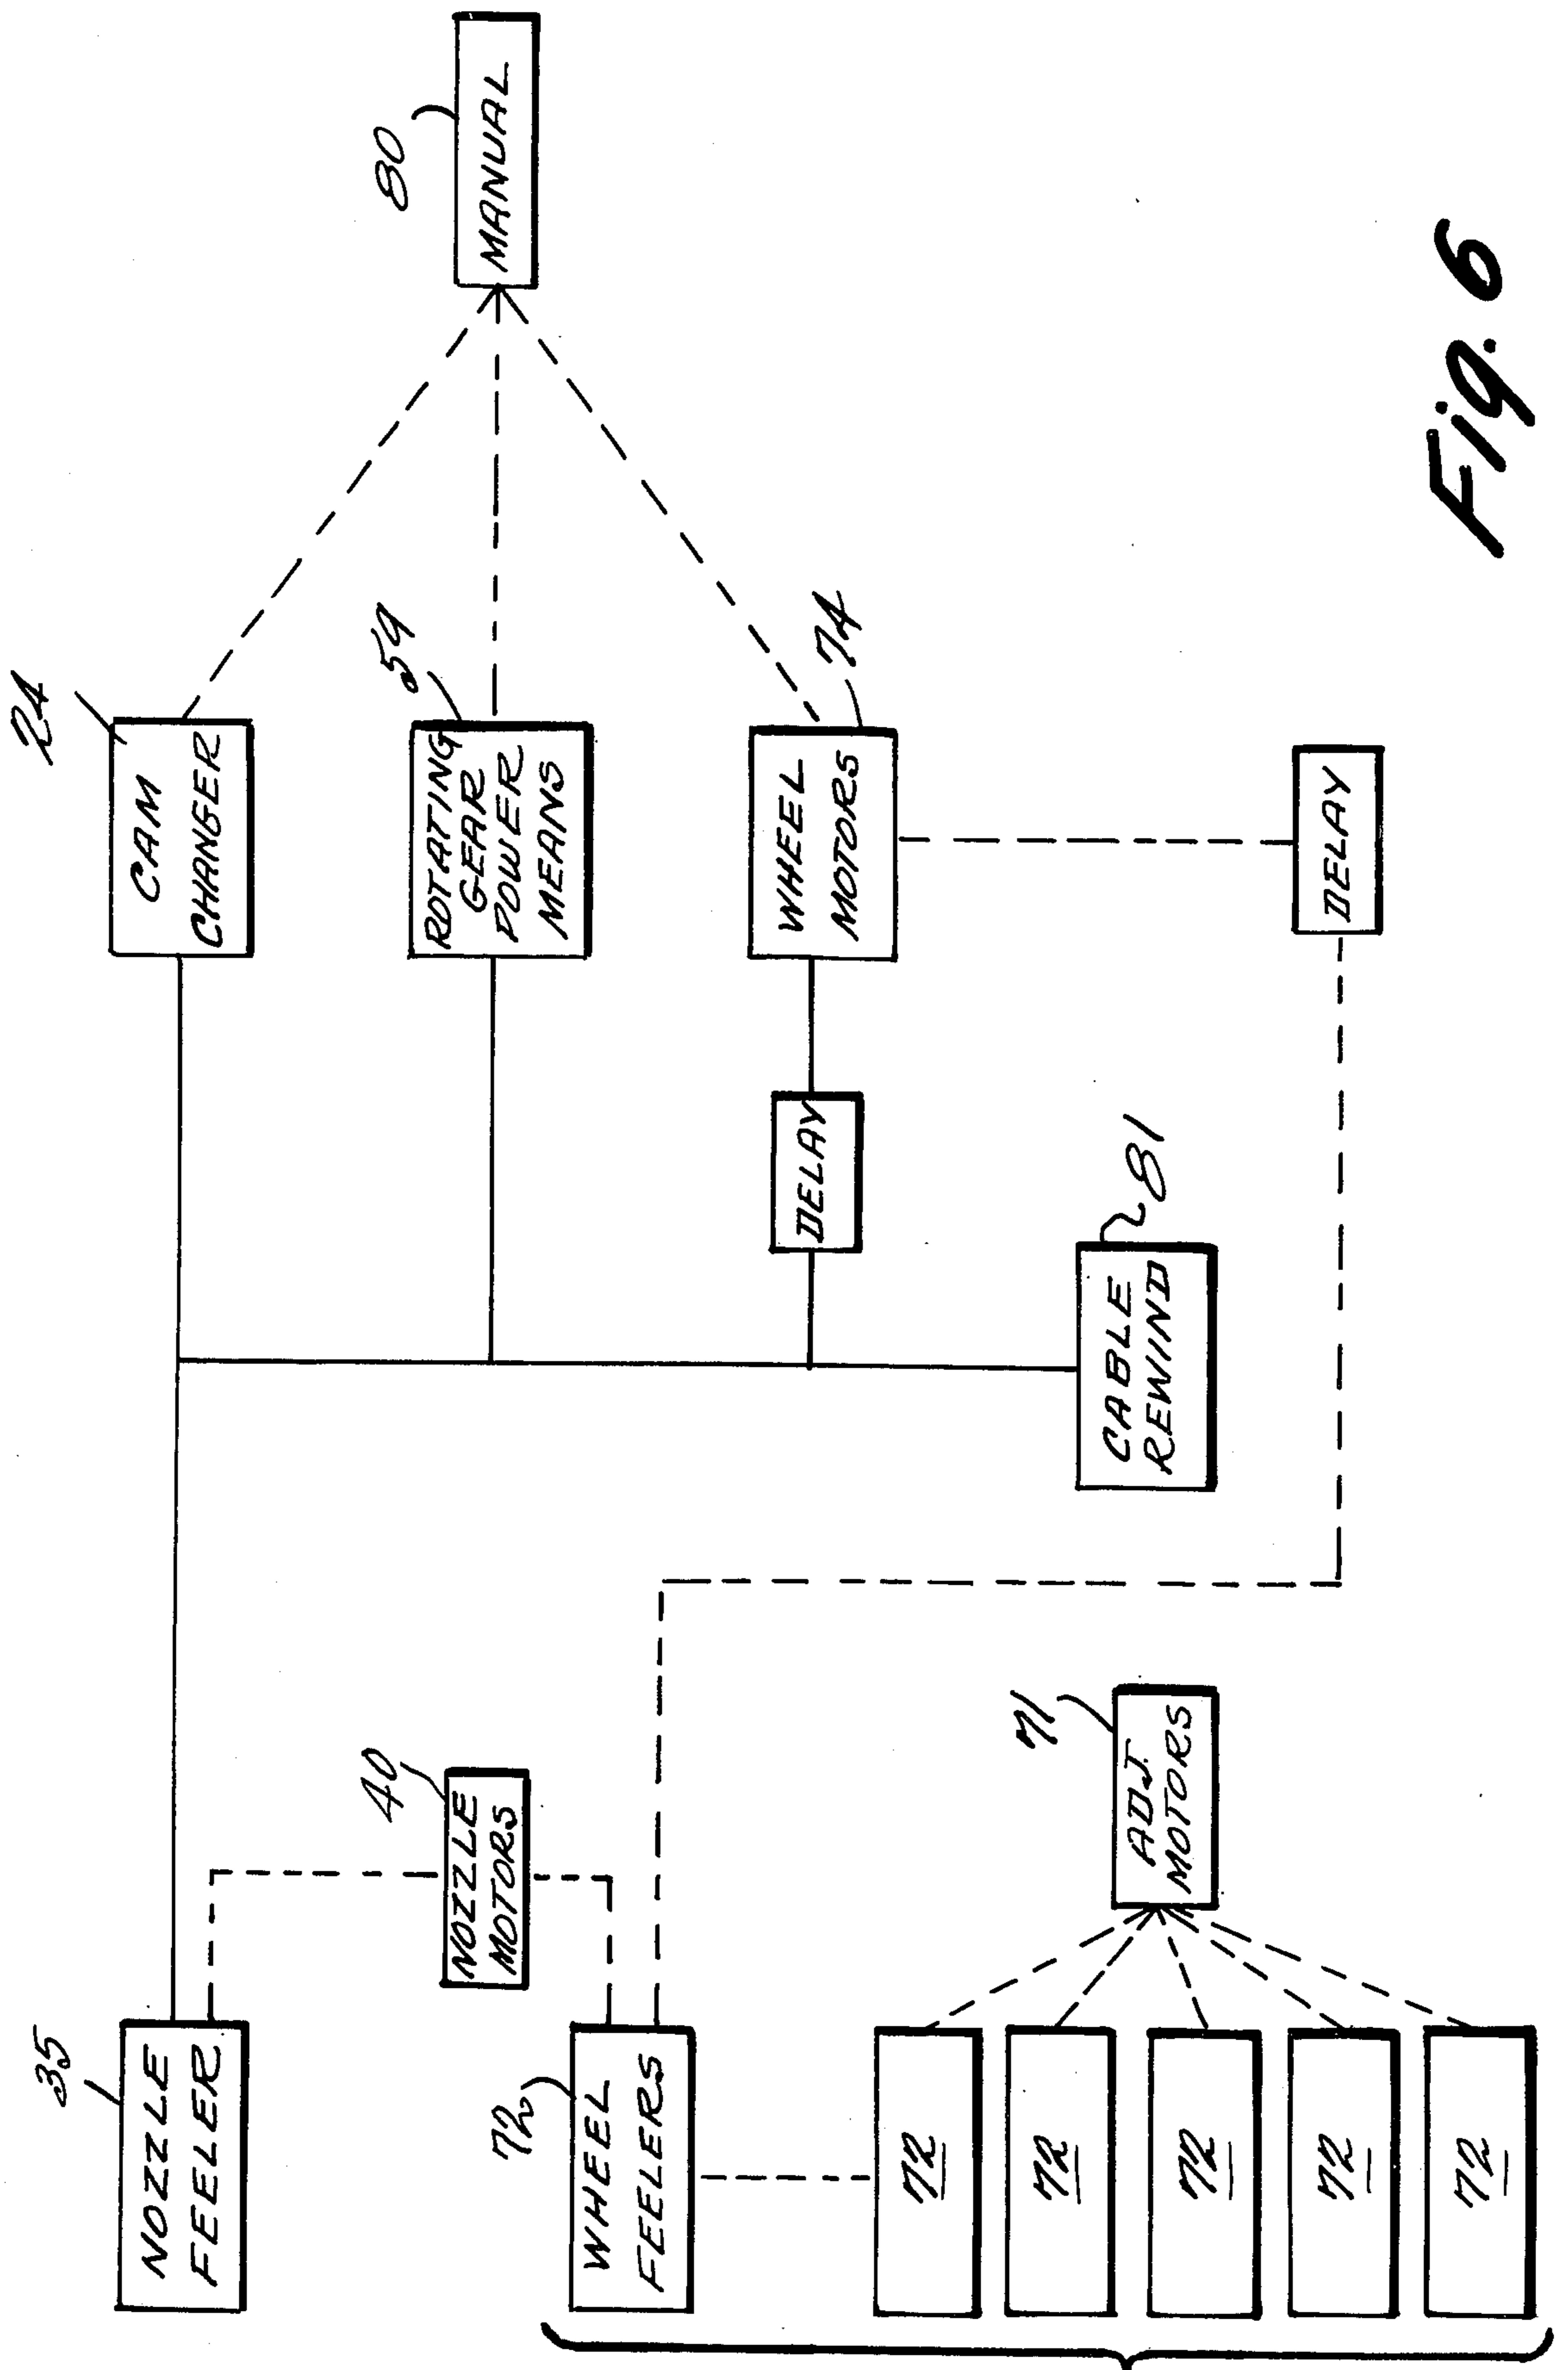 35
NOZZLE
FEELER
24
CAM
CHANGER
40
NOZZLE
MOTORS
59
ROTATING
GEAR
POWER
MEANS
80
MANUAL
72
WHEEL
FEELERS
DELAY
WHEEL
MOTORS
74
72
72
72
72
72
71
ADJ.
MOTORS
CABLE
REWIND
81
DELAY
Fig. 6